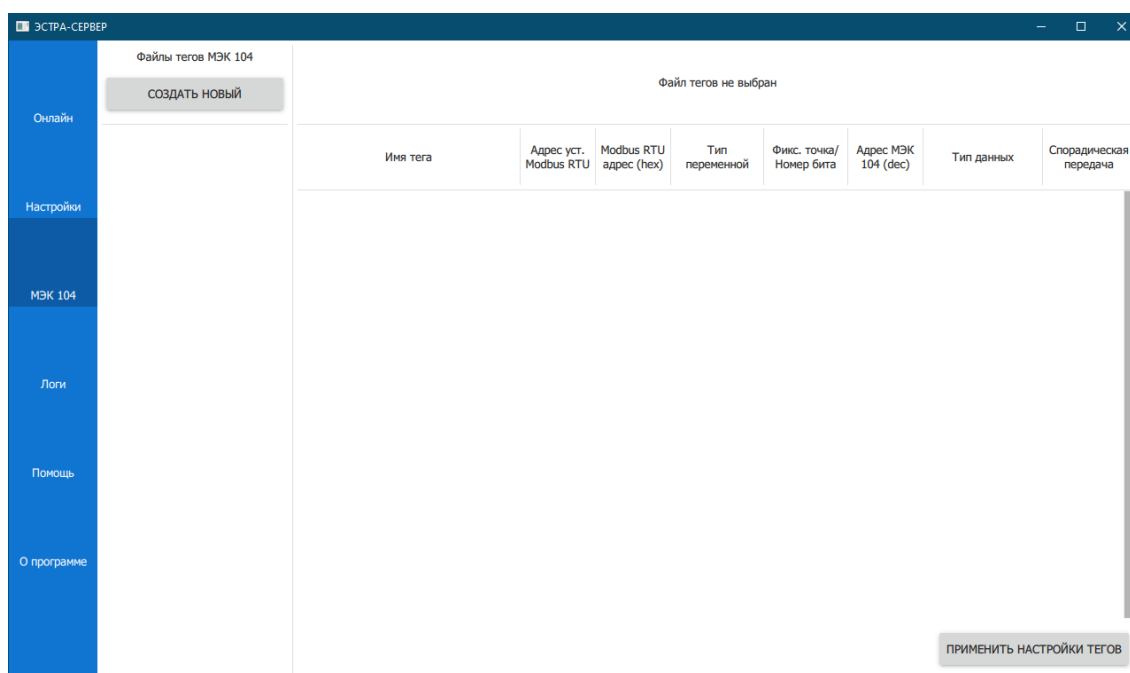 ЭСТРА-СЕРВЕР
Онлайн
Настройки
МЭК 104
Логи
Помощь
О программе
Файлы тегов МЭК 104
СОЗДАТЬ НОВЫЙ
Файл тегов не выбран
Имя тега
Адрес уст.
Modbus RTU
Modbus RTU
адрес (hex)
Тип
переменной
Фикс. точка/
Номер бита
Адрес МЭК
104 (dec)
Тип данных
Спорадическая
передача
ПРИМЕНИТЬ НАСТРОЙКИ ТЕГОВ